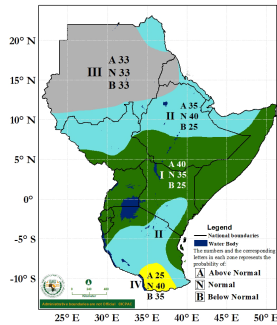 20° N
15° N
10° N
5° N
0°
-5° N
-10° S
25° E 30° E 35° E 40° E 45° E 50° E
III
A 33
N 33
B 33
II
A 35
N 40
B 25
I
A 40
N 35
B 25
II
IV
A 25
N 40
B 35
Legend
National boundaries
Water Body
The numbers and the corresponding
letters in each zone represents the
probability of:
A Above Normal
N Normal
B Below Normal